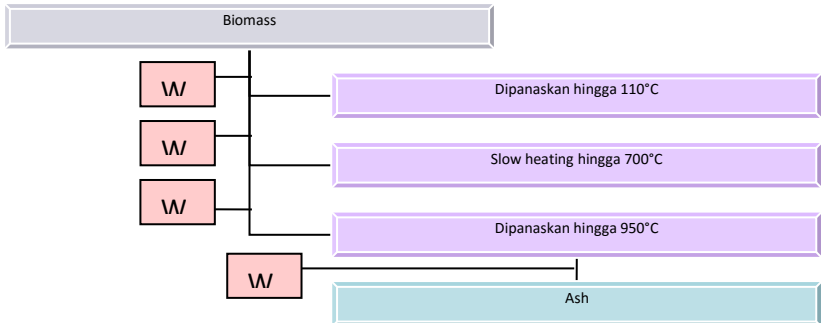 Biomass
W
Dipanaskan hingga 110°C
W
Slow heating hingga 700°C
W
Dipanaskan hingga 950°C
W
Ash